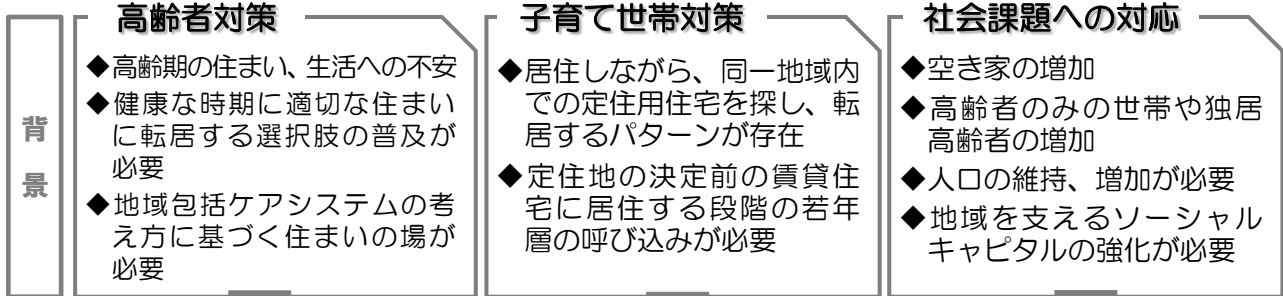 背景
高齢者対策
◆高齢期の住まい、生活への不安
◆健康な時期に適切な住まい
に転居する選択肢の普及が
必要
◆地域包括ケアシステムの考
え方に基づく住まいの場が
必要
子育て世帯対策
◆居住しながら、同一地域内
での定住用住宅を探し、転
居するパターンが存在
◆定住地の決定前の賃貸住
宅に居住する段階の若年
層の呼び込みが必要
社会課題への対応
◆空き家の増加
◆高齢者のみの世帯や独居
高齢者の増加
◆人口の維持、増加が必要
◆地域を支えるソーシャル
キャピタルの強化が必要